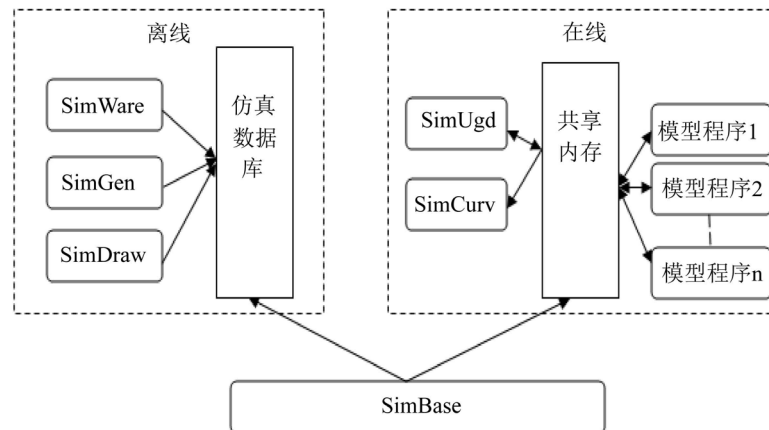 离线
SimWare
SimGen
SimDraw
仿真
数据
库
在线
SimUgd
SimCurv
共享
内存
模型程序1
模型程序2
模型程序n
SimBase